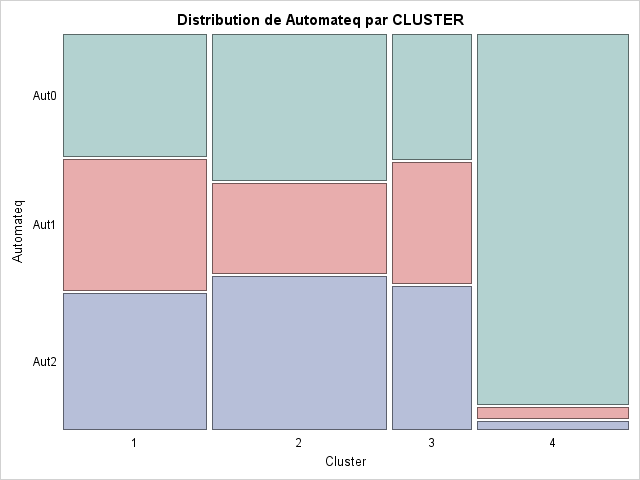 Distribution de Automateq par CLUSTER
Aut0
Aut1
Aut2
Automateq
1 2 3 4
Cluster